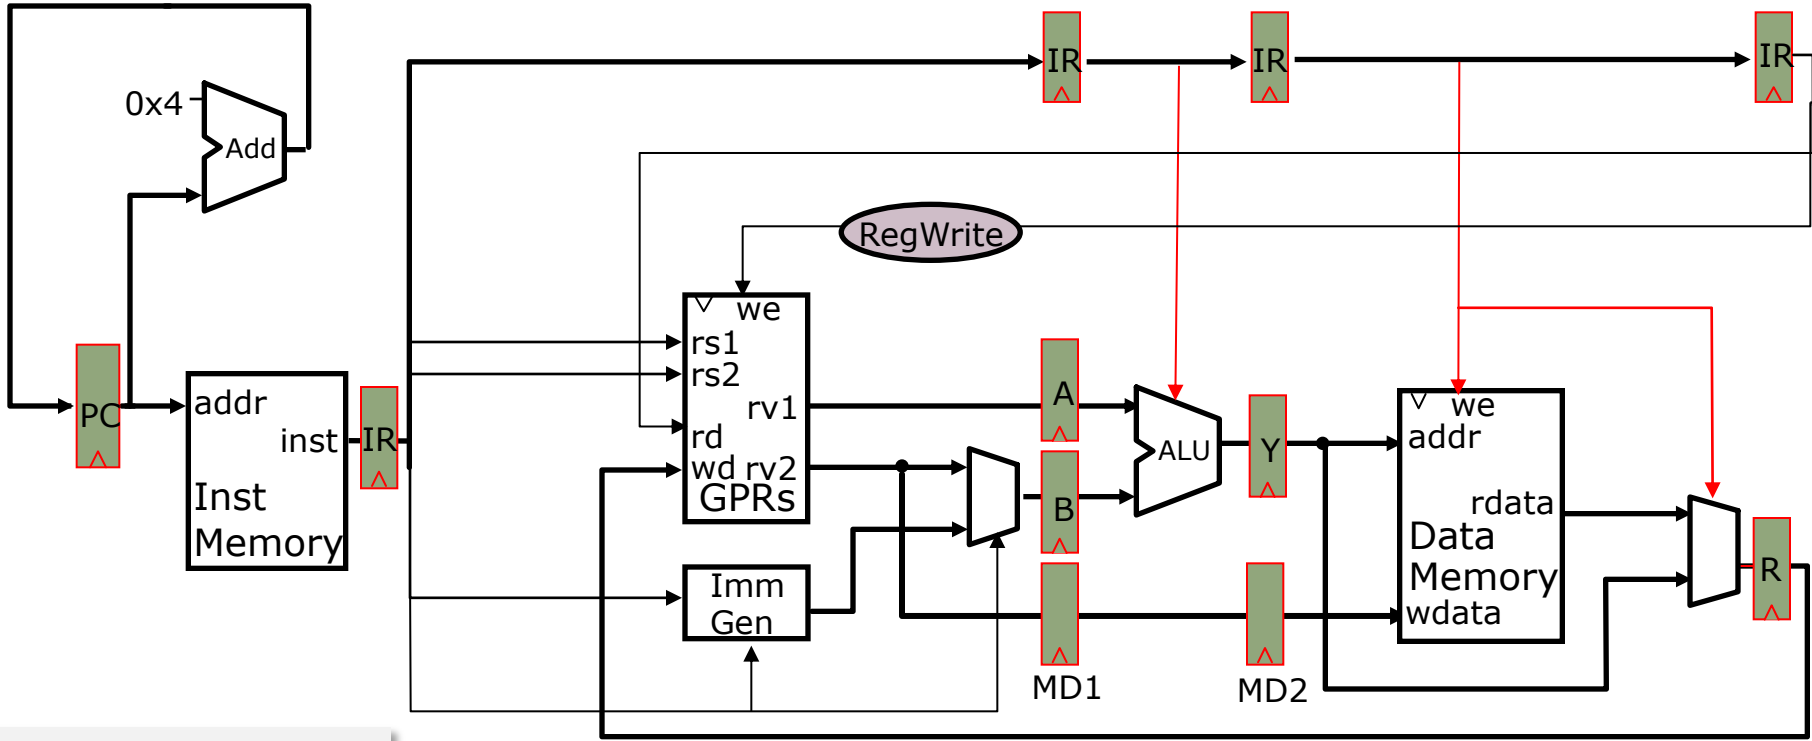 IR
IR
IR
0x4
Add
RegWrite
we
rs1
rs2
rv1
rd
wd rv2
GPRs
PC
addr
inst
Inst
Memory
IR
A
B
ALU
Y
we
addr
rdata
Data
Memory
wdata
R
Imm
Gen
MD1
MD2